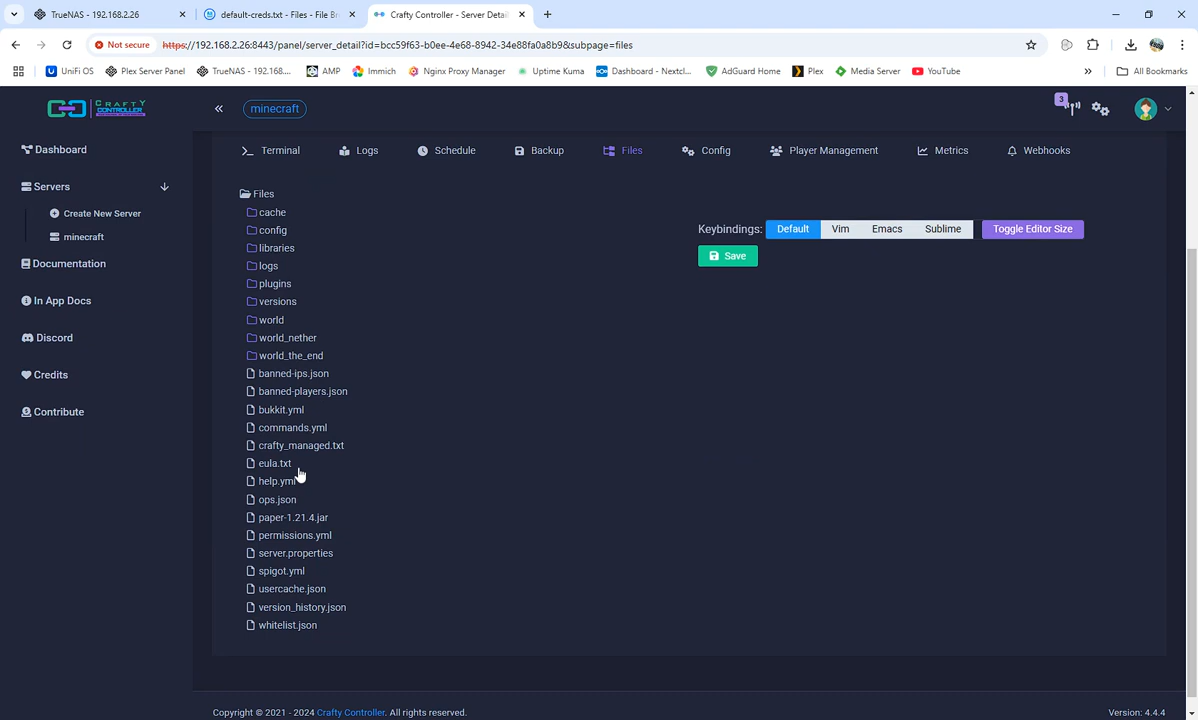 TrueNAS - 192.168.2.26
default-creds.txt - Files - File Br
Crafty Controller - Server Detai
Not secure
https://192.168.2.26:8443/panel/server_detail?id=bcc59f63-b0ee-4e68-8942-34e88fa0a8b9&subpage=files
UniFi OS
Plex Server Panel
TrueNAS - 192.168....
AMP
Immich
Nginx Proxy Manager
Uptime Kuma
Dashboard - Nextcl...
AdGuard Home
Plex
Media Server
YouTube
All Bookmarks
CRAFTY CONTROLLER
minecraft
3
Dashboard
Servers
Create New Server
minecraft
Documentation
In App Docs
Discord
Credits
Contribute
Terminal
Logs
Schedule
Backup
Files
Config
Player Management
Metrics
Webhooks
Files
cache
config
libraries
logs
plugins
versions
world
world_nether
world_the_end
banned-ips.json
banned-players.json
bukkit.yml
commands.yml
crafty_managed.txt
eula.txt
help.yml
ops.json
paper-1.21.4.jar
permissions.yml
server.properties
spigot.yml
usercache.json
version_history.json
whitelist.json
Keybindings: Default Vim Emacs Sublime Toggle Editor Size
Save
Copyright © 2021 - 2024 Crafty Controller. All rights reserved.
Version: 4.4.4